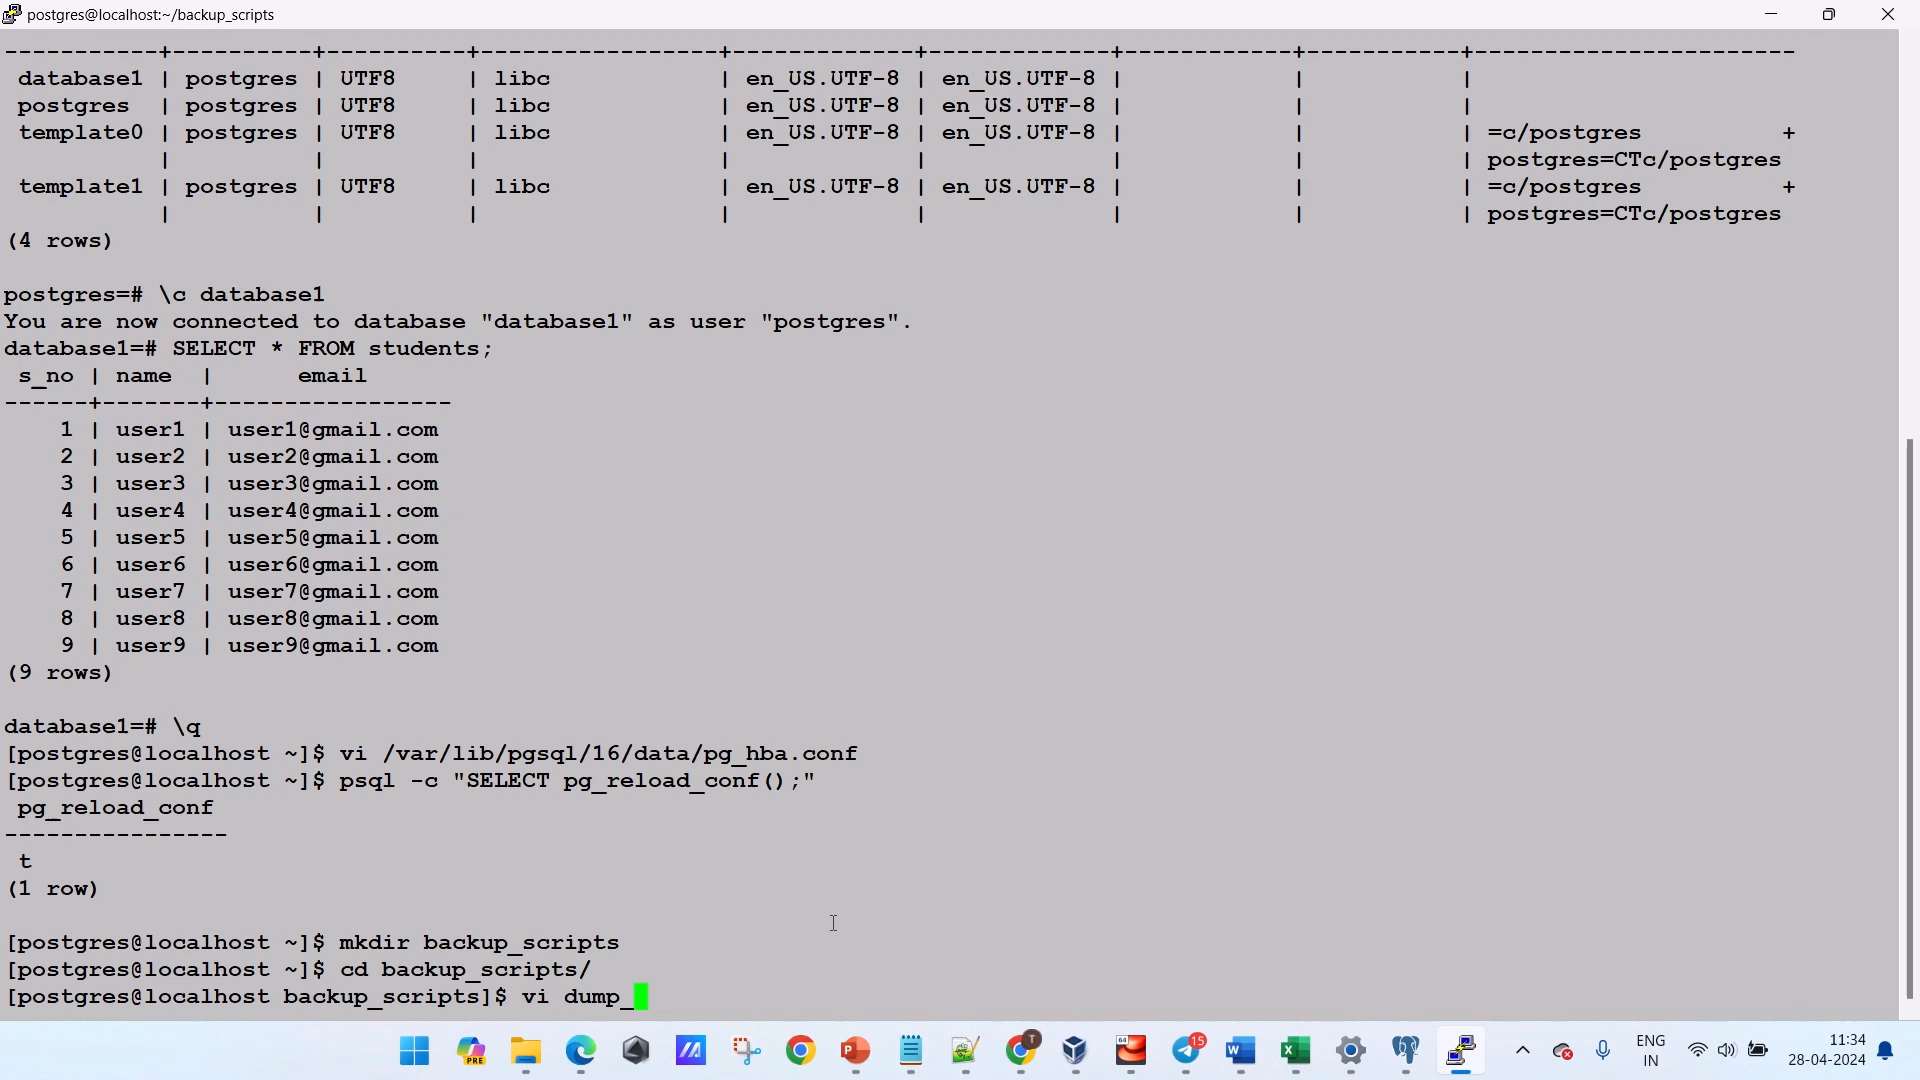 postgres@localhost:~/backup_scripts
-----------+----------+----------+-----------------+-------------+-------------+------------+-----------+-----------------------
 database1 | postgres | UTF8     | libc            | en_US.UTF-8 | en_US.UTF-8 |            |           |
 postgres  | postgres | UTF8     | libc            | en_US.UTF-8 | en_US.UTF-8 |            |           |
 template0 | postgres | UTF8     | libc            | en_US.UTF-8 | en_US.UTF-8 |            |           | =c/postgres          +
           |          |          |                 |             |             |            |           | postgres=CTc/postgres
 template1 | postgres | UTF8     | libc            | en_US.UTF-8 | en_US.UTF-8 |            |           | =c/postgres          +
           |          |          |                 |             |             |            |           | postgres=CTc/postgres
(4 rows)
postgres=# \c database1
You are now connected to database "database1" as user "postgres".
database1=# SELECT * FROM students;
 s_no | name  |      email
------+-------+-----------------
    1 | user1 | user1@gmail.com
    2 | user2 | user2@gmail.com
    3 | user3 | user3@gmail.com
    4 | user4 | user4@gmail.com
    5 | user5 | user5@gmail.com
    6 | user6 | user6@gmail.com
    7 | user7 | user7@gmail.com
    8 | user8 | user8@gmail.com
    9 | user9 | user9@gmail.com
(9 rows)
database1=# \q
[postgres@localhost ~]$ vi /var/lib/pgsql/16/data/pg_hba.conf
[postgres@localhost ~]$ psql -c "SELECT pg_reload_conf();"
 pg_reload_conf
----------------
 t
(1 row)
[postgres@localhost ~]$ mkdir backup_scripts
[postgres@localhost ~]$ cd backup_scripts/
[postgres@localhost backup_scripts]$ vi dump_
PRE
T
64
15
W
X
P
ENG
IN
11:34
28-04-2024